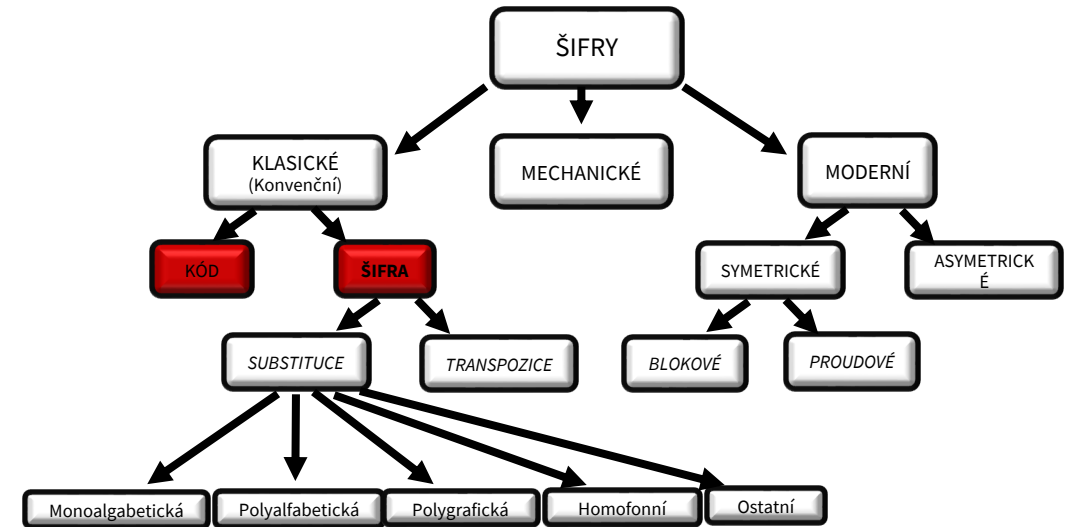 ŠIFRY
KLASICKÉ
(Konvenční)
MECHANICKÉ
MODERNÍ
KÓD
ŠIFRA
SYMETRICKÉ
ASYMETRICK
É
SUBSTITUCE
TRANSPOZICE
BLOKOVÉ
PROUDOVÉ
Monoalgabetická
Polyalfabetická
Polygrafická
Homofonní
Ostatní